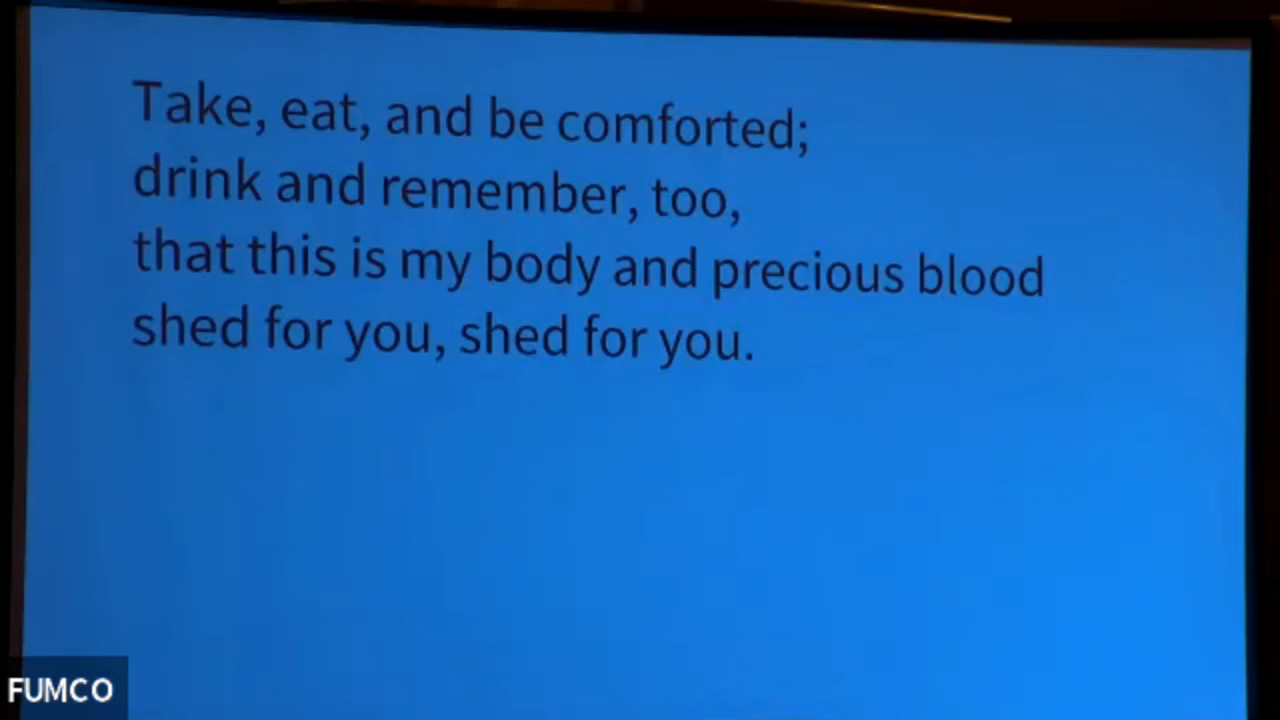 Take, eat, and be comforted;
drink and remember, too,
that this is my body and precious blood
shed for you, shed for you.
FUMCO